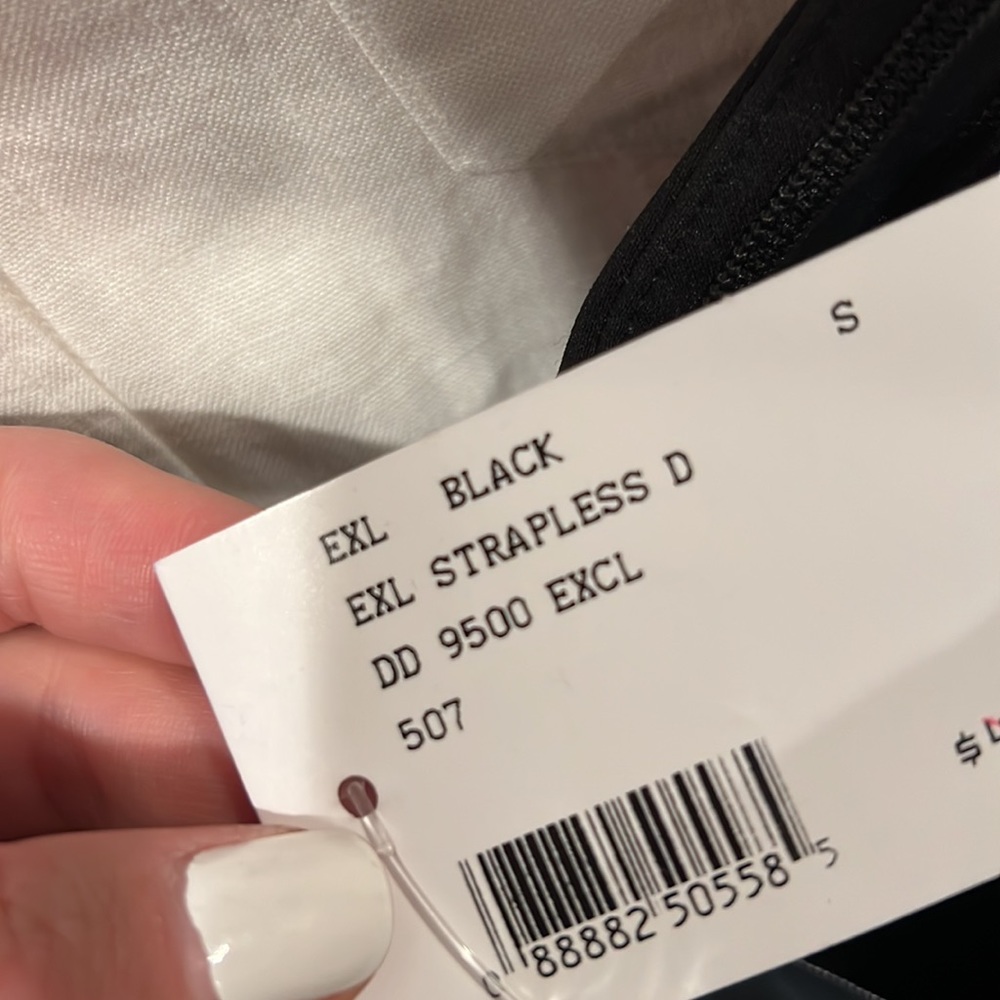 S
EXL BLACK
EXL STRAPLESS D
DD 9500 EXCL
507
$
88882 50558 5